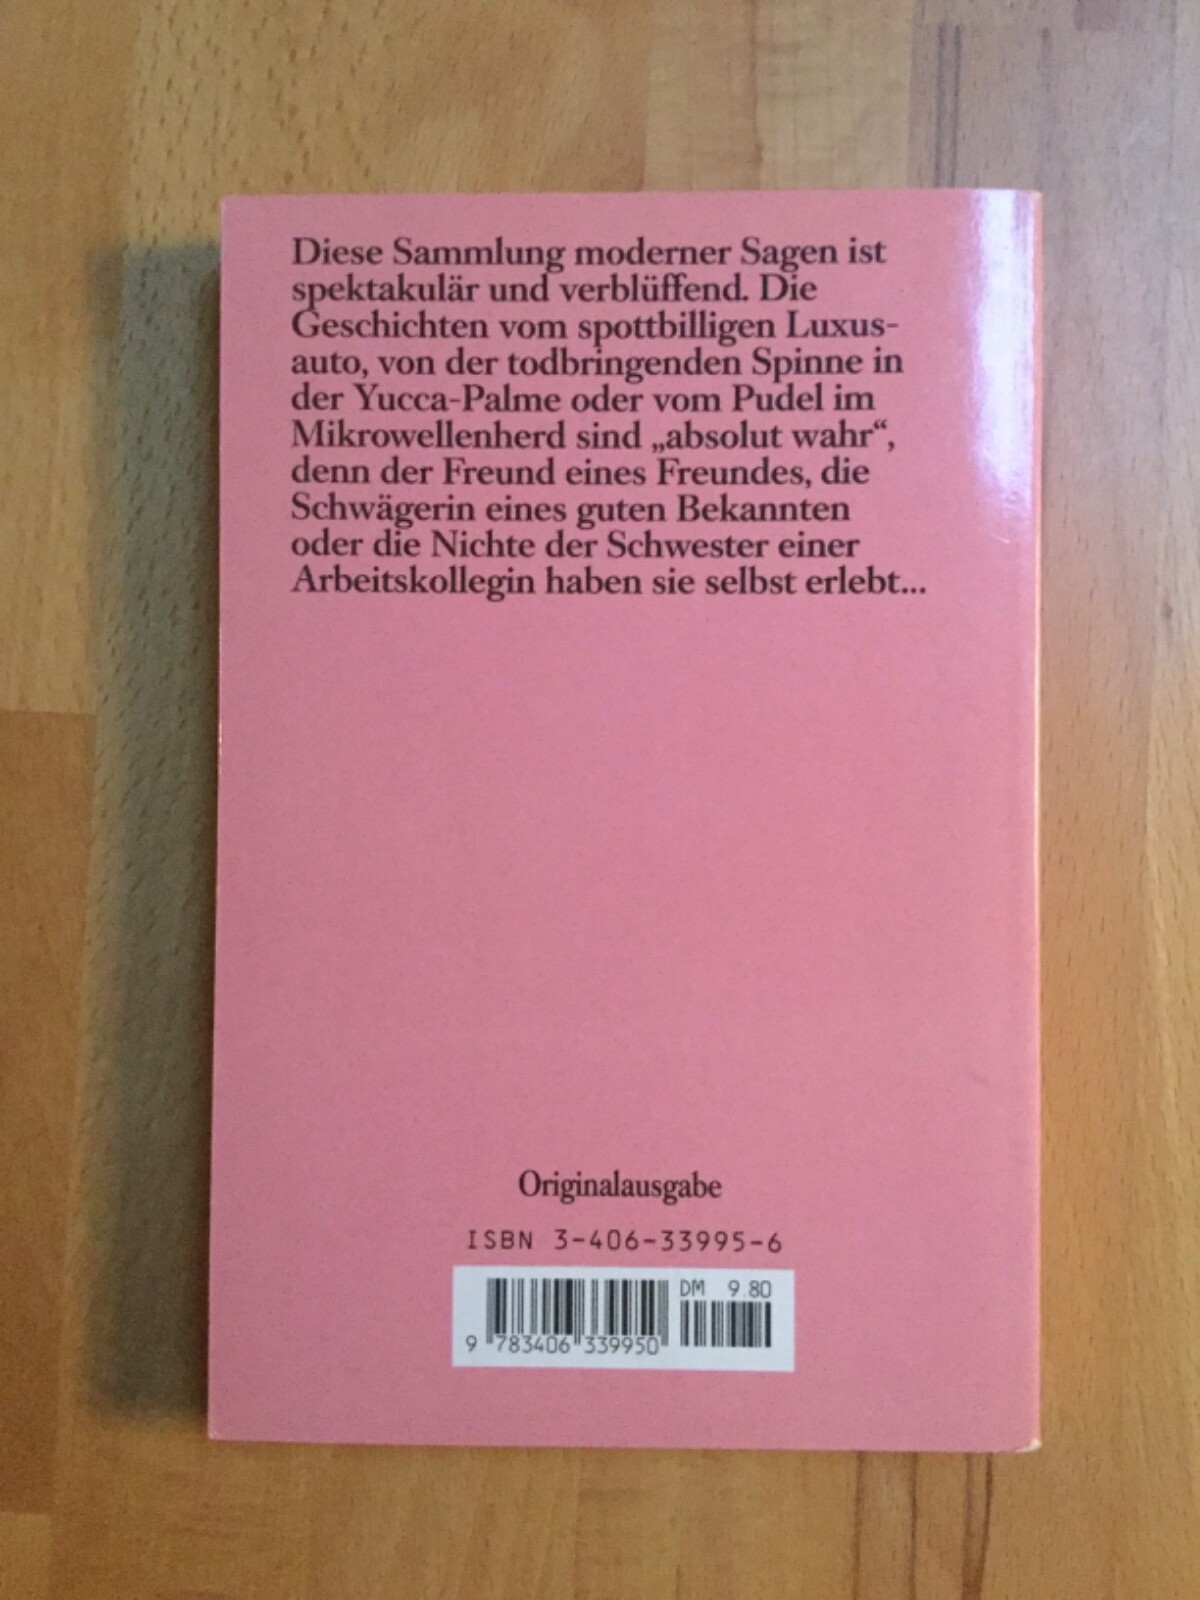 Diese Sammlung moderner Sagen ist
spektakulär und verblüffend. Die
Geschichten vom spottbilligen Luxus-
auto, von der todbringenden Spinne in
der Yucca-Palme oder vom Pudel im
Mikrowellenherd sind „absolut wahr“,
denn der Freund eines Freundes, die
Schwägerin eines guten Bekannten
oder die Nichte der Schwester einer
Arbeitskollegin haben sie selbst erlebt...
Originalausgabe
ISBN 3-406-33995-6
DM 9.80
9 783406 339950